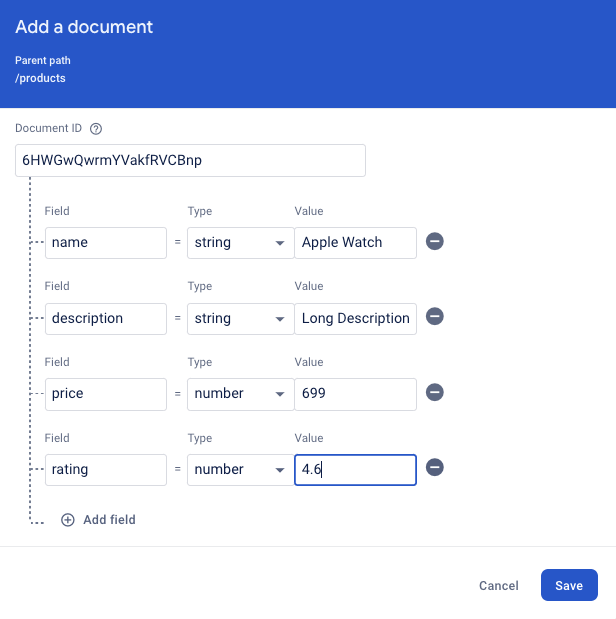 Add a document
Parent path
/products
Document ID
6HWGwQwrmYVakfRVCBnp
Field Type Value
name = string Apple Watch
Field Type Value
description = string Long Description
Field Type Value
price = number 699
Field Type Value
rating = number 4.6
Add field
Cancel Save